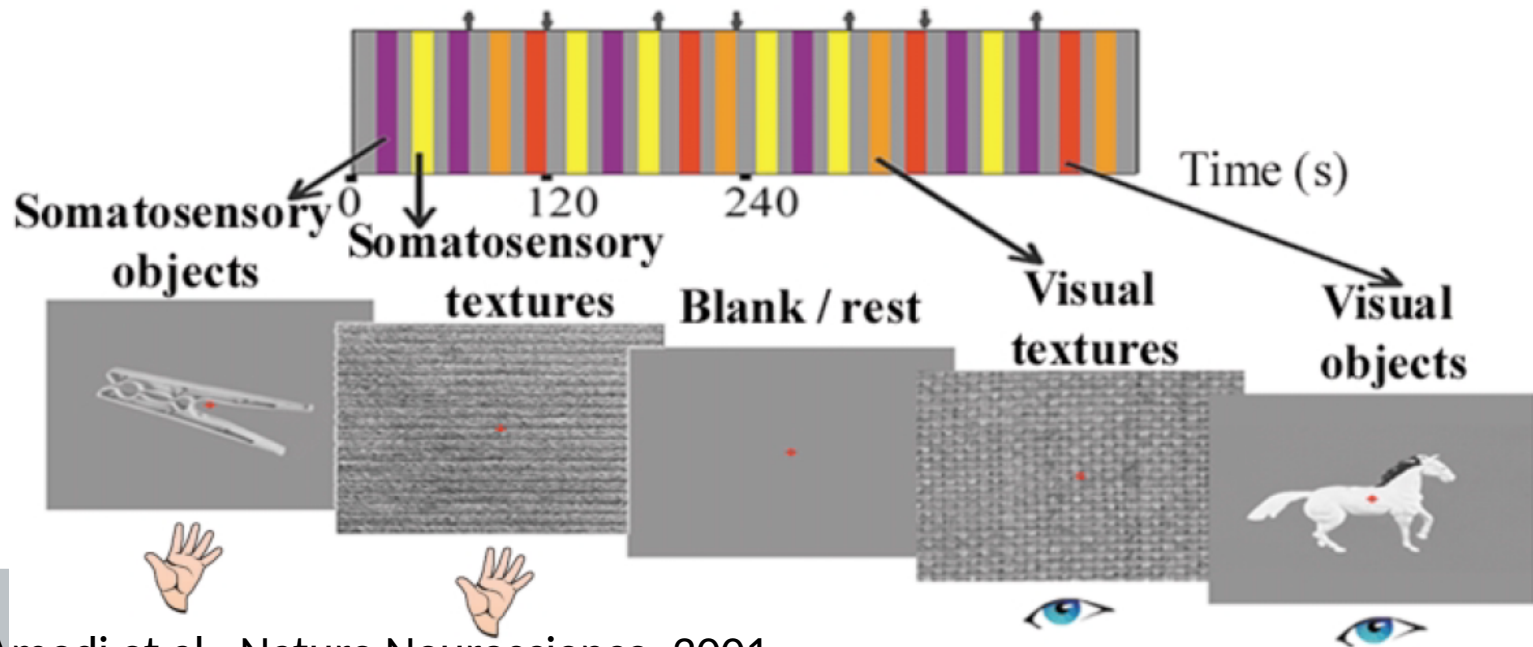 Time (s)
0 120 240
Somatosensory
objects
Somatosensory
textures
Blank / rest
Visual
textures
Visual
objects
et al., Nature Neuroscience, 2001